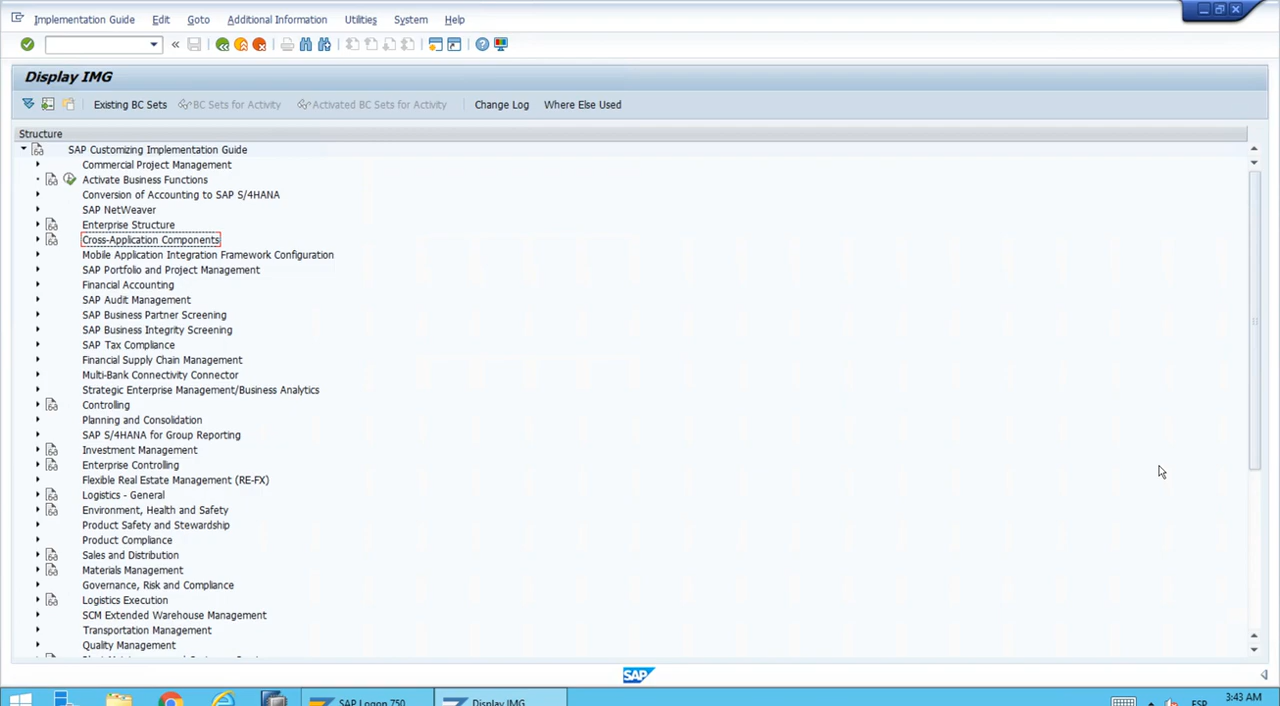 Implementation Guide Edit Goto Additional Information Utilities System Help
Display IMG
Existing BC Sets BC Sets for Activity Activated BC Sets for Activity Change Log Where Else Used
Structure
SAP Customizing Implementation Guide
Commercial Project Management
Activate Business Functions
Conversion of Accounting to SAP S/4HANA
SAP NetWeaver
Enterprise Structure
Cross-Application Components
Mobile Application Integration Framework Configuration
SAP Portfolio and Project Management
Financial Accounting
SAP Audit Management
SAP Business Partner Screening
SAP Business Integrity Screening
SAP Tax Compliance
Financial Supply Chain Management
Multi-Bank Connectivity Connector
Strategic Enterprise Management/Business Analytics
Controlling
Planning and Consolidation
SAP S/4HANA for Group Reporting
Investment Management
Enterprise Controlling
Flexible Real Estate Management (RE-FX)
Logistics - General
Environment, Health and Safety
Product Safety and Stewardship
Product Compliance
Sales and Distribution
Materials Management
Governance, Risk and Compliance
Logistics Execution
SCM Extended Warehouse Management
Transportation Management
Quality Management
SAP
SAP Logon 750 Display IMG ESP 3:43 AM